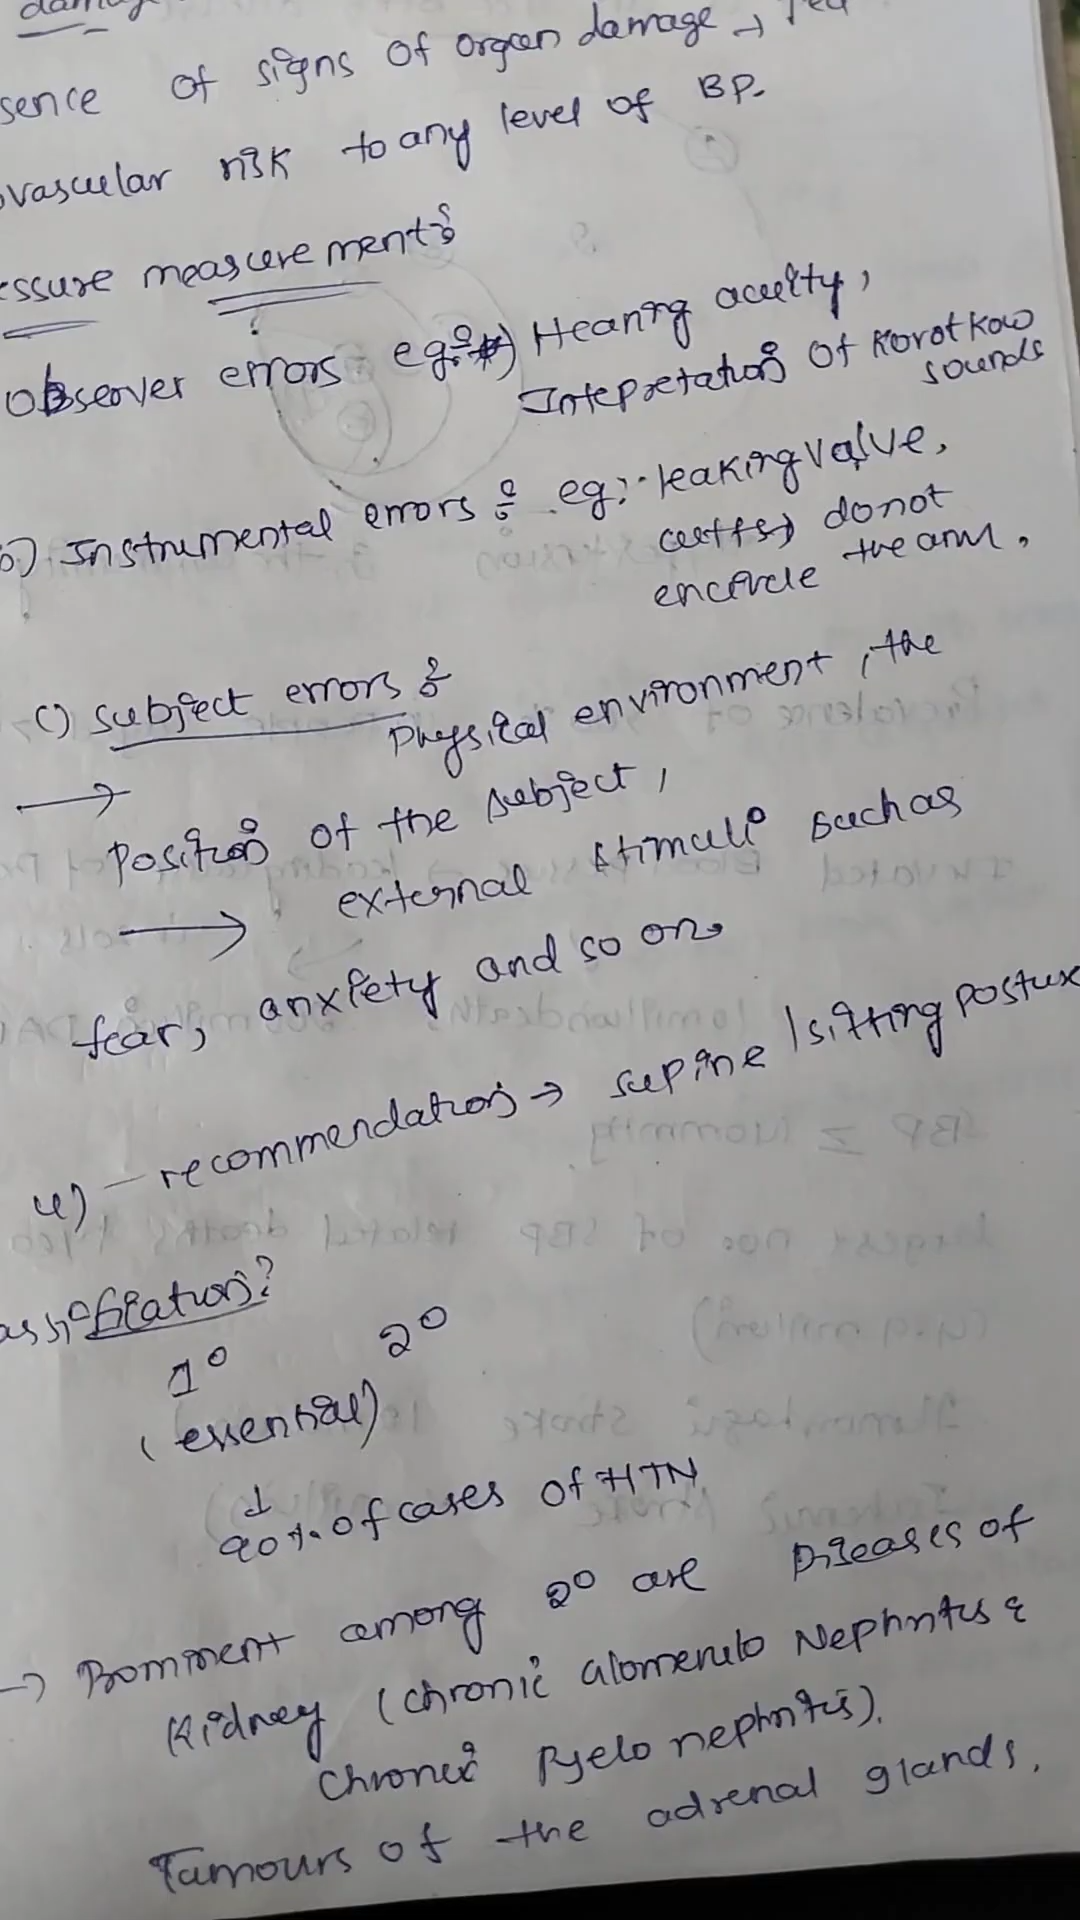 damage
sence of signs of organ damage →
vascular risk to any level of BP.
essure measurement:
observer errors eg: Hearing acuity,
Intepretation of Korotkow
sounds
b) Instrumental errors : eg:- leaking valve,
cuffs) do not
encircle the arm.
c) subject errors :
→ Physical environment, the
Position of the subject,
→ external stimuli such as
fear, anxiety and so on.
4) - recommendation → supine / sitting posture
assification?
1° 2°
(essential)
↓
90%. of cases of HTN
→ Prominent among 2° are Diseases of
Kidney (chronic Glomerulo Nephritis &
chronic Pyelo nephritis).
Tumours of the adrenal glands.